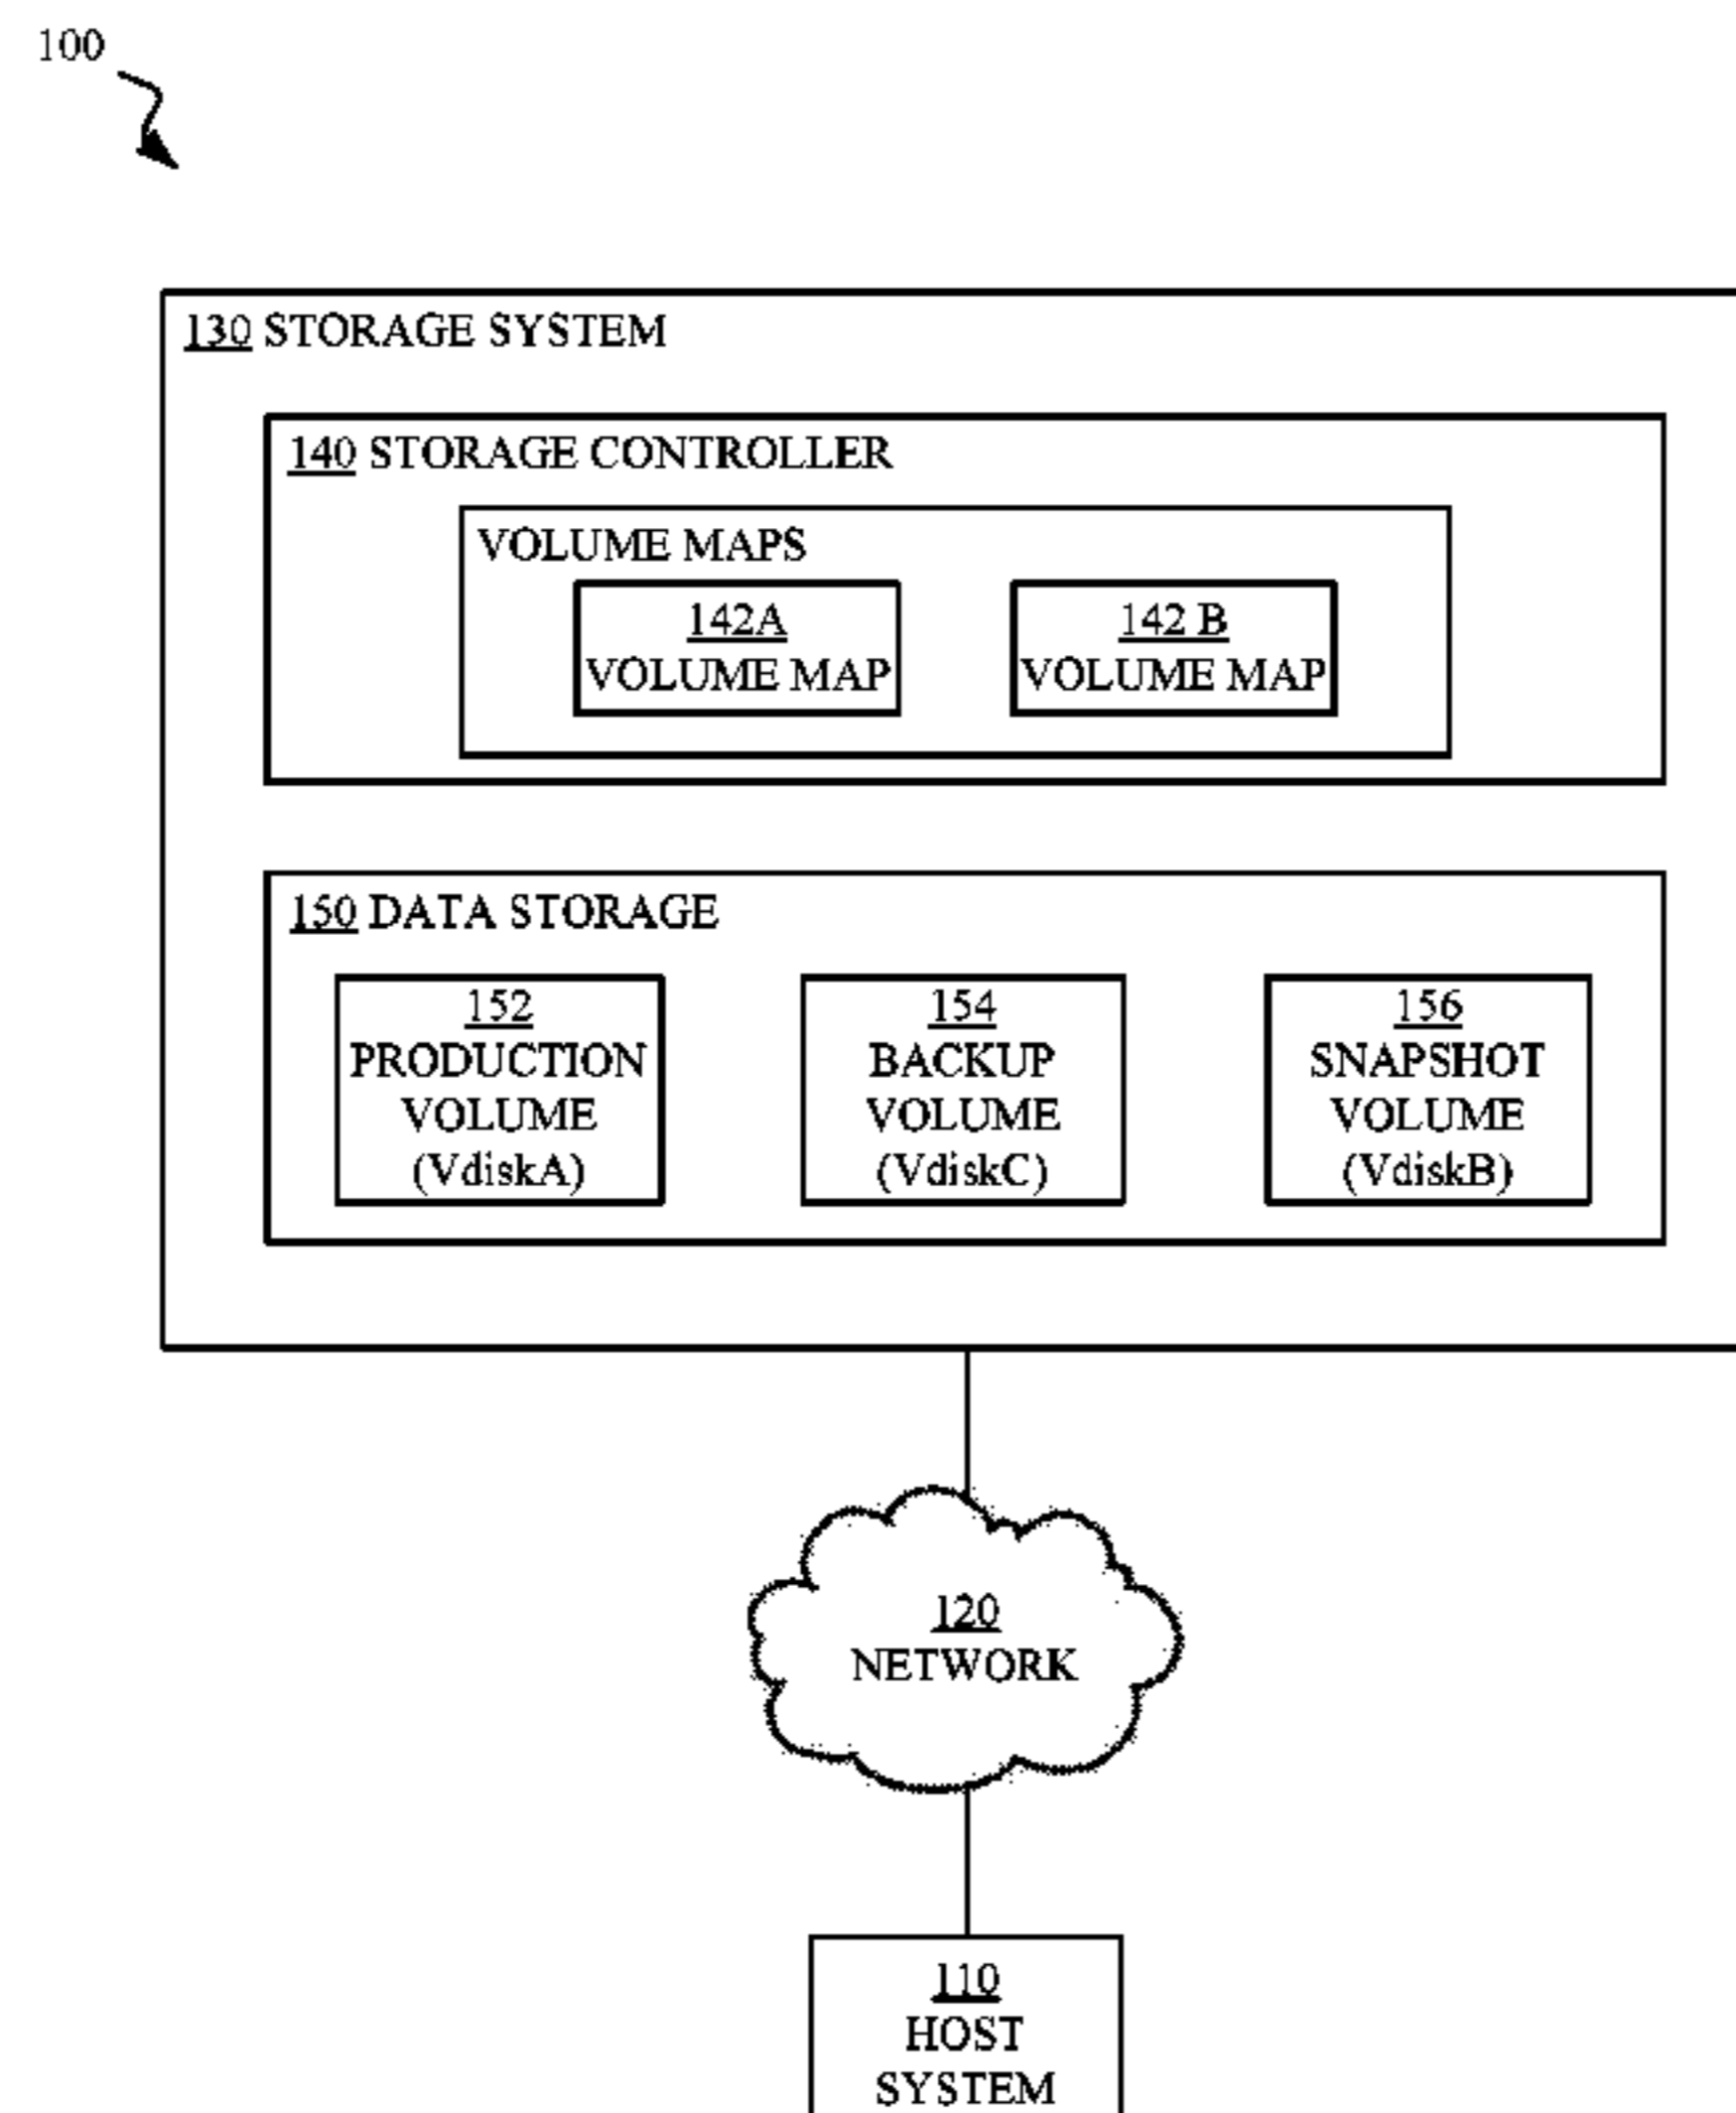 100
130 STORAGE SYSTEM
140 STORAGE CONTROLLER
VOLUME MAPS
142A
VOLUME MAP
142 B
VOLUME MAP
150 DATA STORAGE
152
PRODUCTION
VOLUME
(VdiskA)
154
BACKUP
VOLUME
(VdiskC)
156
SNAPSHOT
VOLUME
(VdiskB)
120
NETWORK
110
HOST
SYSTEM